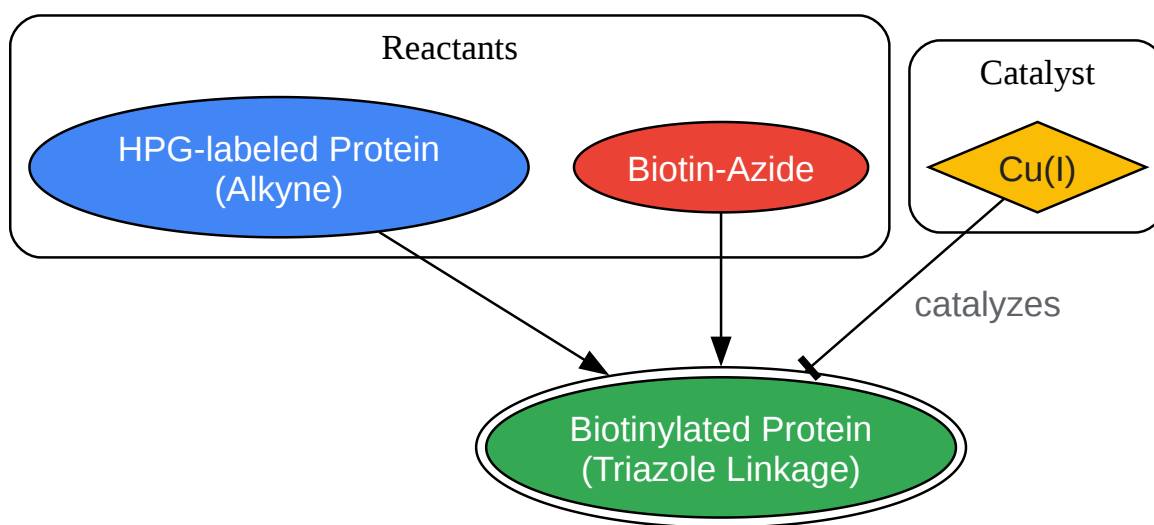 Reactants
Catalyst
HPG-labeled Protein
(Alkyne)
Biotin-Azide
Cu(I)
catalyzes
Biotinylated Protein
(Triazole Linkage)